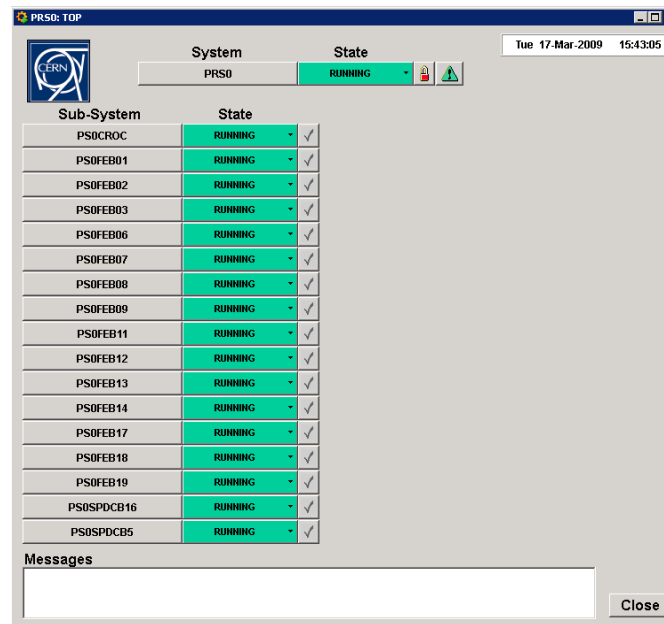 PRS0: TOP
Tue 17-Mar-2009 15:43:05
CERN
System State
PRS0 RUNNING
Sub-System State
PS0CROC RUNNING
PS0FEB01 RUNNING
PS0FEB02 RUNNING
PS0FEB03 RUNNING
PS0FEB06 RUNNING
PS0FEB07 RUNNING
PS0FEB08 RUNNING
PS0FEB09 RUNNING
PS0FEB11 RUNNING
PS0FEB12 RUNNING
PS0FEB13 RUNNING
PS0FEB14 RUNNING
PS0FEB17 RUNNING
PS0FEB18 RUNNING
PS0FEB19 RUNNING
PS0SPDCB16 RUNNING
PS0SPDCB5 RUNNING
Messages
Close